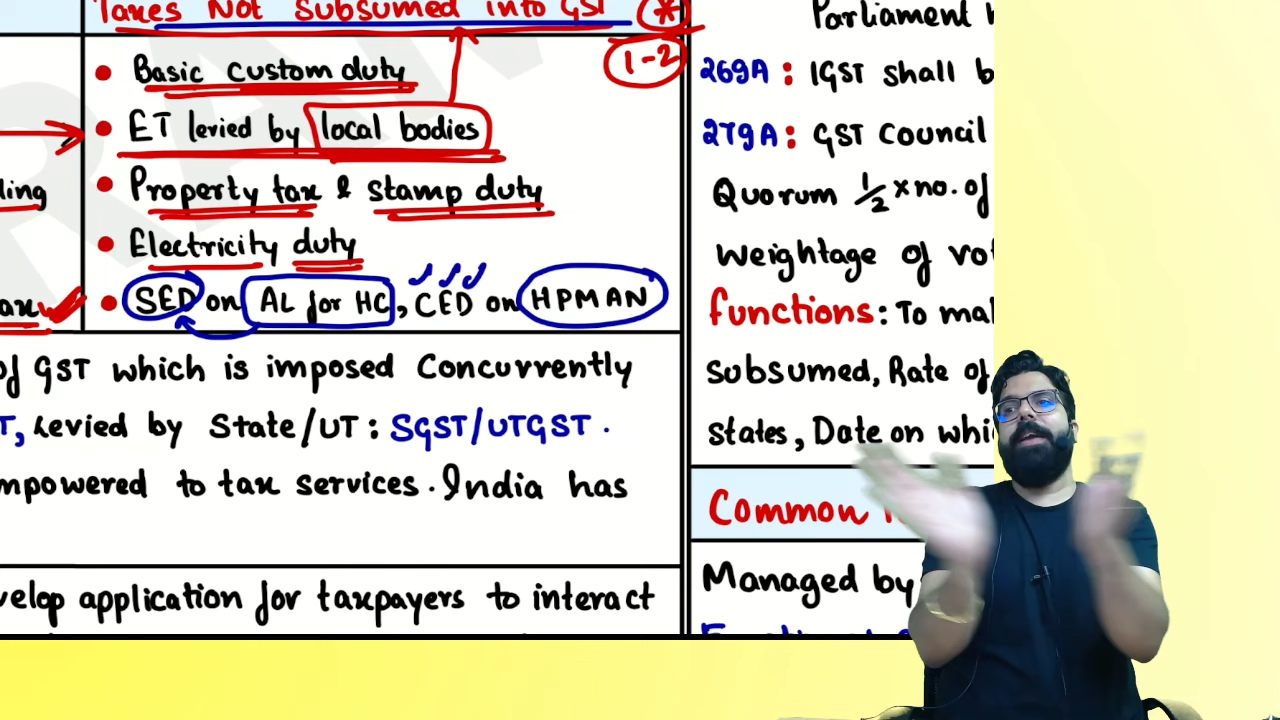 Taxes Not Subsumed into GST *
1-2
• Basic custom duty
• ET levied by local bodies
• Property tax & stamp duty
• Electricity duty
• SED on AL for HC, CED on HPMAN
of GST which is imposed Concurrently
T, Levied by State/UT: SGST/UTGST.
mpowered to tax services. India has
velop application for taxpayers to interact
Parliament
269A: IGST shall b
279A: GST Council
Quorum ½ x no. of
Weightage of vo
functions: To ma
subsumed, Rate of
states, Date on whi
Common
Managed by